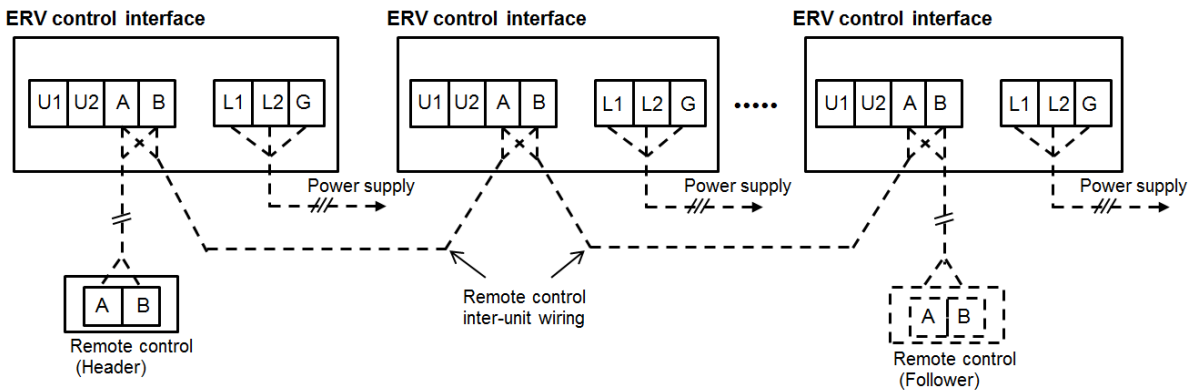 ERV control interface
ERV control interface
ERV control interface
U1 U2 A B L1 L2 G
U1 U2 A B L1 L2 G
U1 U2 A B L1 L2 G
Power supply
Power supply
Power supply
A B
Remote control
(Header)
Remote control
inter-unit wiring
A B
Remote control
(Follower)